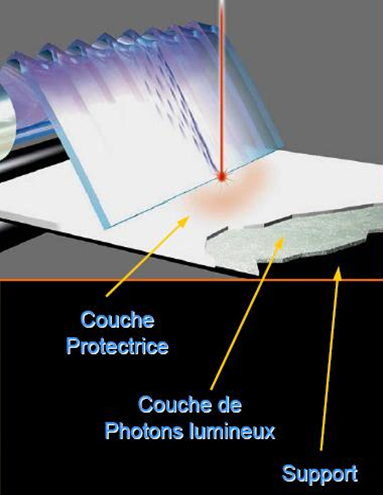 Couche
Protectrice
Couche de
Photons lumineux
Support